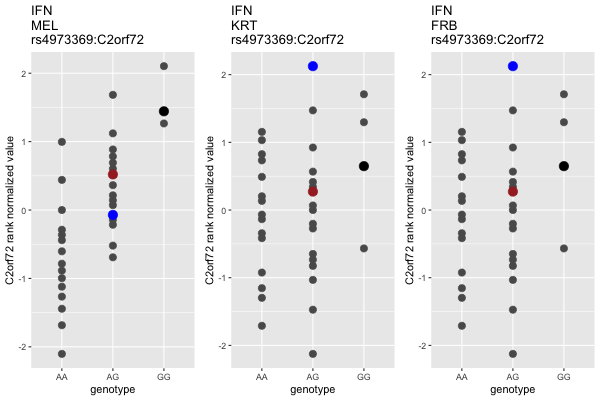 IFN
MEL
rs4973369:C2orf72
C2orf72 rank normalized value
2
1
0
-1
-2
AA AG GG
genotype
IFN
KRT
rs4973369:C2orf72
C2orf72 rank normalized value
2
1
0
-1
-2
AA AG GG
genotype
IFN
FRB
rs4973369:C2orf72
C2orf72 rank normalized value
2
1
0
-1
-2
AA AG GG
genotype